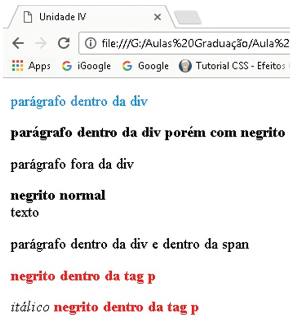 Unidade IV
file:///G:/Aulas%20Graduação/Aula%2
Apps iGoogle Google Tutorial CSS - Efeitos
parágrafo dentro da div
parágrafo dentro da div porém com negrito
parágrafo fora da div
negrito normal
texto
parágrafo dentro da div e dentro da span
negrito dentro da tag p
itálico negrito dentro da tag p